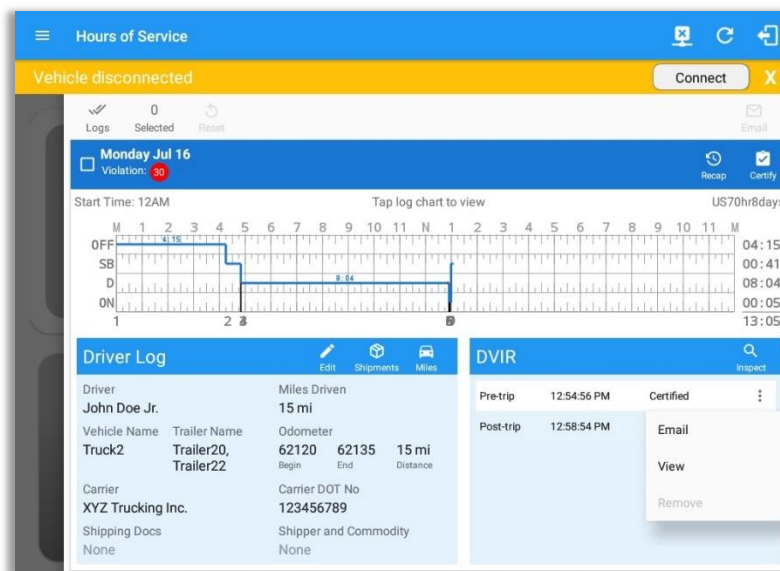 Hours of Service
Vehicle disconnected
Connect X
Logs
0
Selected
Reset
Email
Monday Jul 16
Violation: 30
Recap
Certify
Start Time: 12AM Tap log chart to view US70hr8days
M 1 2 3 4 5 6 7 8 9 10 11 N 1 2 3 4 5 6 7 8 9 10 11 M
OFF 4:15 04:15
SB 00:41
D 8:04 08:04
ON 00:05
1 2 13:05
Driver Log
Edit
Shipments
Miles
Driver
John Doe Jr.
Miles Driven
15 mi
Vehicle Name
Truck2
Trailer Name
Trailer20,
Trailer22
Odometer
62120 62135 15 mi
Begin End Distance
Carrier
XYZ Trucking Inc.
Carrier DOT No
123456789
Shipping Docs
None
Shipper and Commodity
None
DVIR
Inspect
Pre-trip 12:54:56 PM Certified
Post-trip 12:58:54 PM
Email
View
Remove